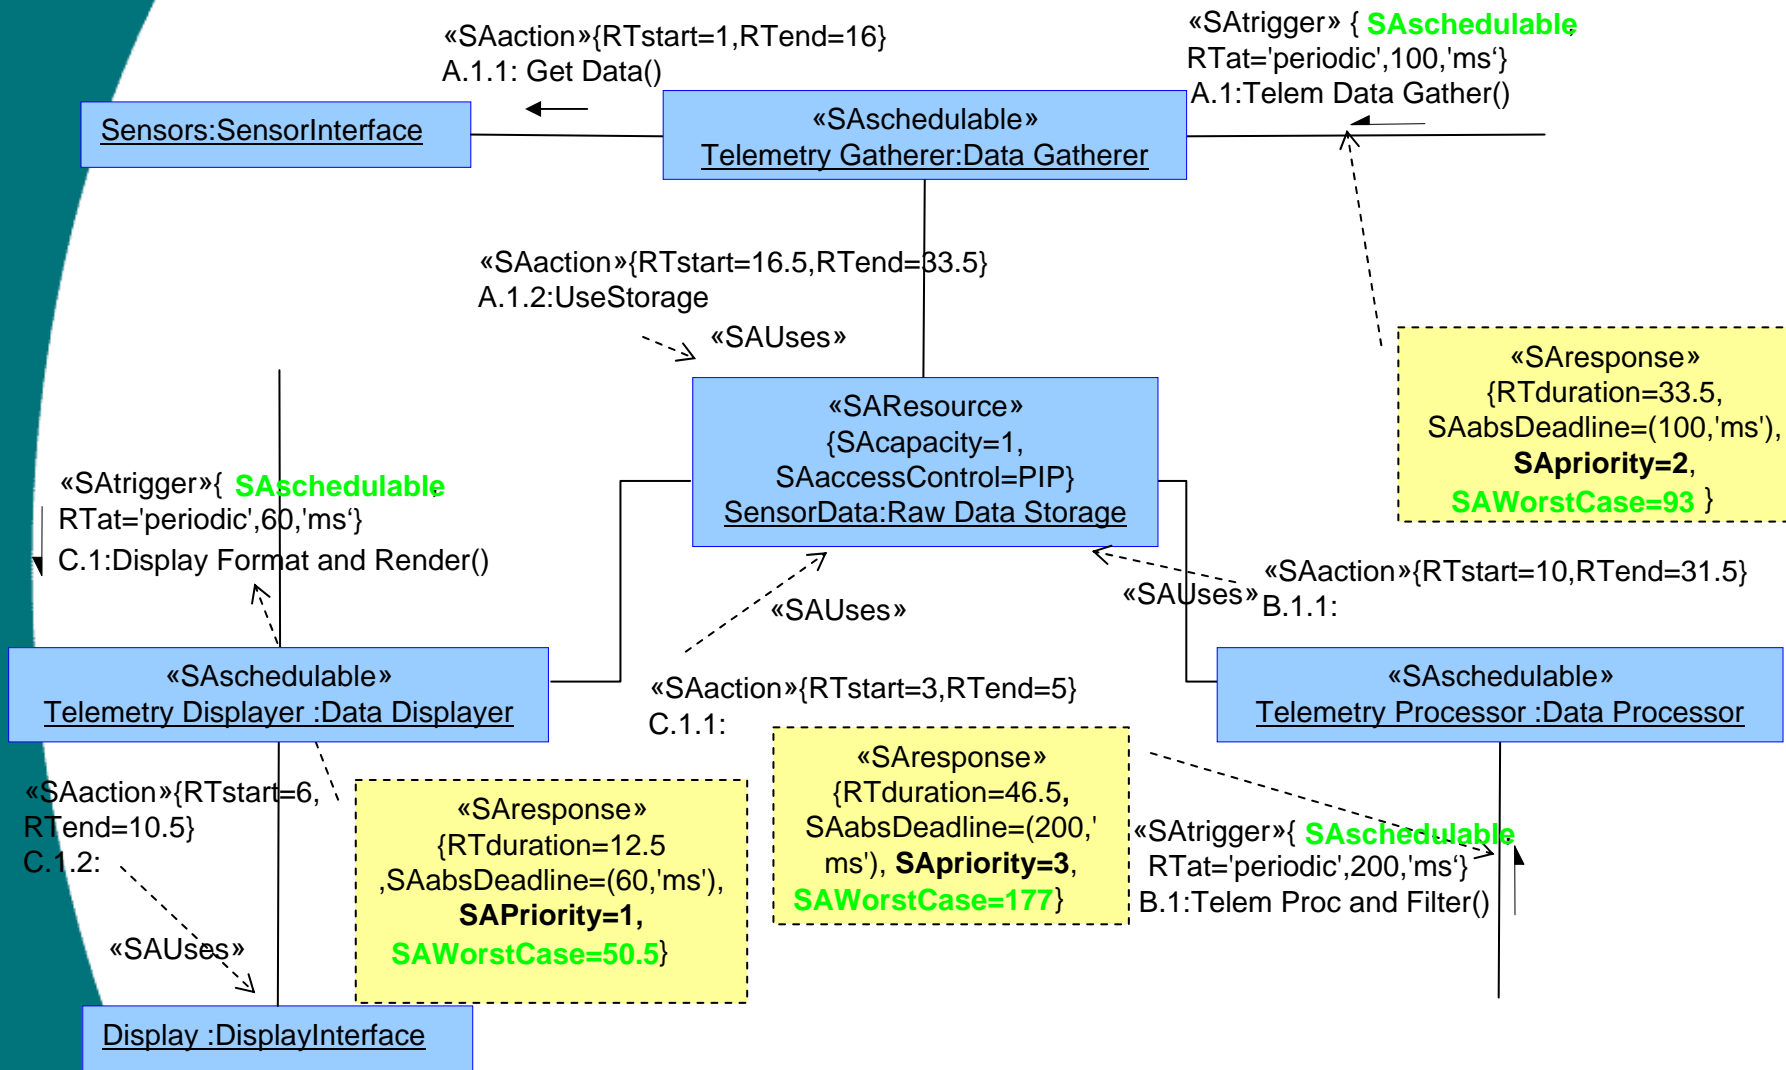 «SAaction»{RTstart=1,RTend=16}
A.1.1: Get Data()
«SAtrigger» { SAschedulable,
RTat='periodic',100,'ms‘}
A.1:Telem Data Gather()
Sensors:SensorInterface
«SAschedulable»
Telemetry Gatherer:Data Gatherer
«SAaction»{RTstart=16.5,RTend=33.5}
A.1.2:UseStorage
«SAUses»
«SAresponse»
{RTduration=33.5,
SAabsDeadline=(100,'ms'),
SApriority=2,
SAWorstCase=93 }
«SAResource»
{SAcapacity=1,
SAaccessControl=PIP}
SensorData:Raw Data Storage
«SAtrigger»{ SAschedulable,
RTat='periodic',60,'ms‘}
C.1:Display Format and Render()
«SAUses»
«SAUses»
«SAaction»{RTstart=10,RTend=31.5}
B.1.1:
«SAschedulable»
Telemetry Displayer :Data Displayer
«SAaction»{RTstart=3,RTend=5}
C.1.1:
«SAschedulable»
Telemetry Processor :Data Processor
«SAaction»{RTstart=6,
RTend=10.5}
C.1.2:
«SAresponse»
{RTduration=12.5
,SAabsDeadline=(60,'ms'),
SAPriority=1,
SAWorstCase=50.5}
«SAresponse»
{RTduration=46.5,
SAabsDeadline=(200,'
ms'), SApriority=3,
SAWorstCase=177}
«SAtrigger»{ SAschedulable,
RTat='periodic',200,'ms‘}
B.1:Telem Proc and Filter()
«SAUses»
Display :DisplayInterface